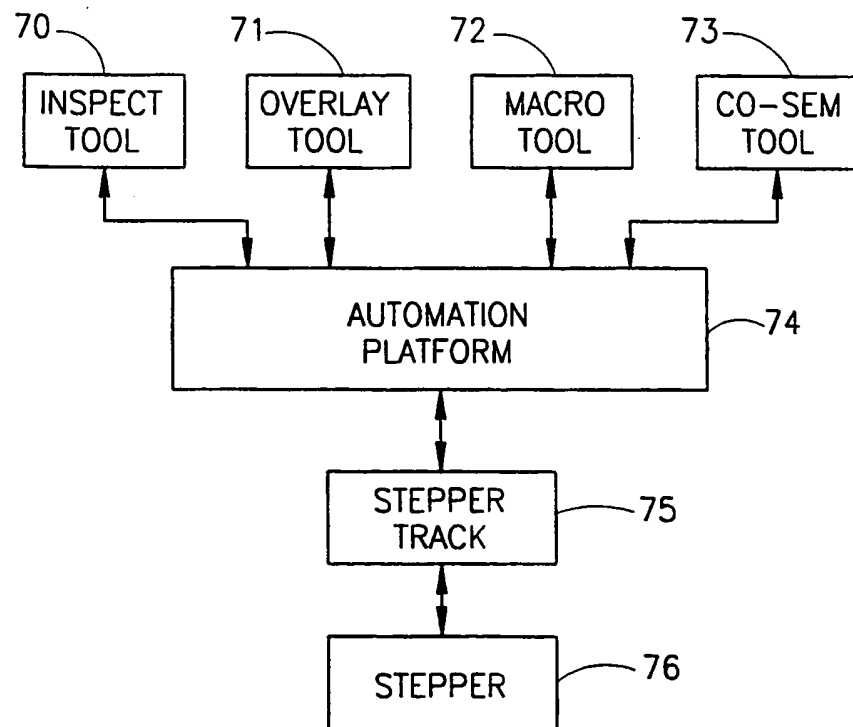 70
71
72
73
INSPECT
TOOL
OVERLAY
TOOL
MACRO
TOOL
CO-SEM
TOOL
AUTOMATION
PLATFORM
74
STEPPER
TRACK
75
STEPPER
76